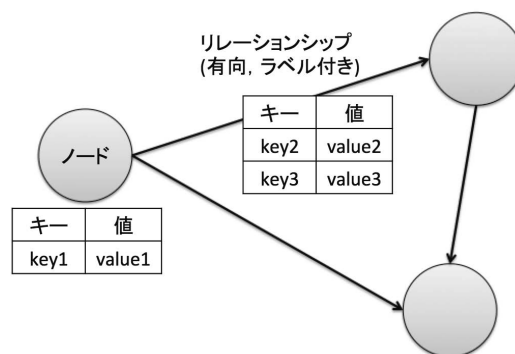 リレーションシップ
(有向, ラベル付き)
キー 値
key2 value2
key3 value3
ノード
キー 値
key1 value1